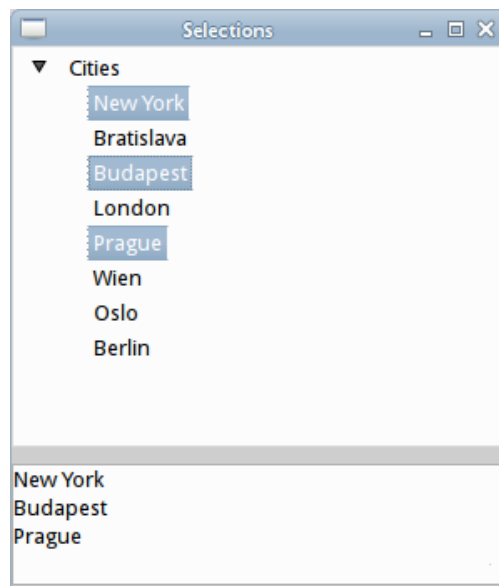 Selections
Cities
New York
Bratislava
Budapest
London
Prague
Wien
Oslo
Berlin
New York
Budapest
Prague